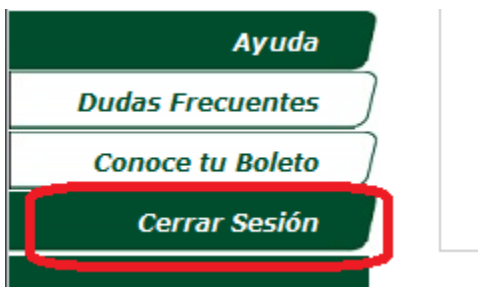 Ayuda
Dudas Frecuentes
Conoce tu Boleto
Cerrar Sesión